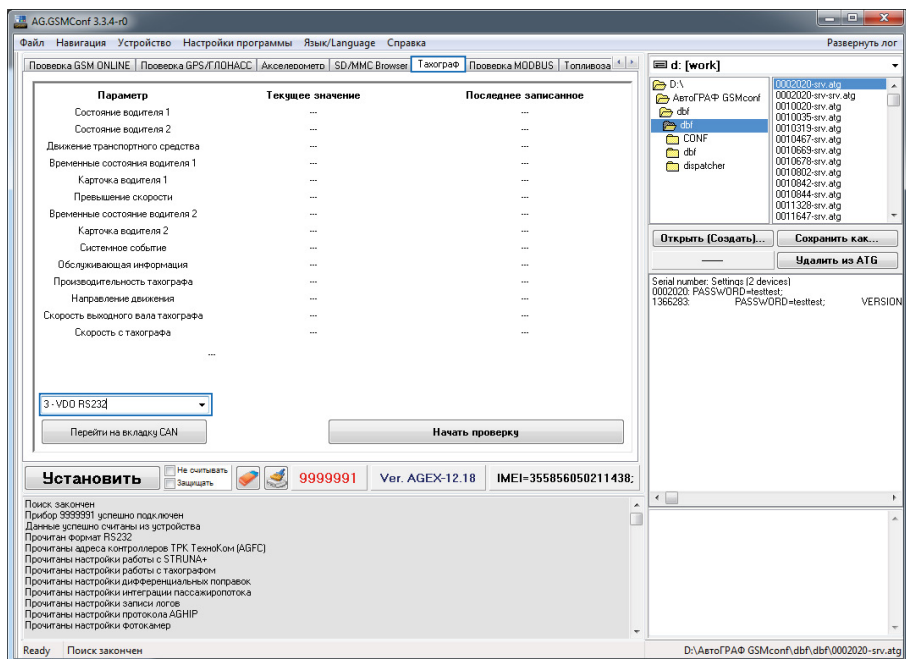 AG.GSMConf 3.3.4-r0
Файл Навигация Устройство Настройки программы Язык/Language Справка Развернуть лог
Проверка GSM ONLINE Проверка GPS/ГЛОНАСС Акселерометр SD/MMC Browser Тахограф Проверка MODBUS Топливоза
Параметр Текущее значение Последнее записанное
Состояние водителя 1 --- ---
Состояние водителя 2 --- ---
Движение транспортного средства --- ---
Временные состояния водителя 1 --- ---
Карточка водителя 1 --- ---
Превышение скорости --- ---
Временные состояние водителя 2 --- ---
Карточка водителя 2 --- ---
Системное событие --- ---
Обслуживающая информация --- ---
Производительность тахографа --- ---
Направление движения --- ---
Скорость выходного вала тахографа --- ---
Скорость с тахографа --- ---
...
3 - VDO RS232
Перейти на вкладку CAN Начать проверку
Установить
Не считывать
Защищать
9999991 Ver. AGEX-12.18 IMEI=355856050211438;
Поиск закончен
Прибор 9999991 успешно подключен
Данные успешно считаны из устройства
Прочитан формат RS232
Прочитаны адреса контроллеров ТРК ТехноКом (AGFC)
Прочитаны настройки работы с STRUNA+
Прочитаны настройки работы с тахографом
Прочитаны настройки дифференциальных поправок
Прочитаны настройки интеграции пассажиропотока
Прочитаны настройки записи логов
Прочитаны настройки протокола AGHIP
Прочитаны настройки фотокамер
d: [work]
D:\
АвтоГРАФ GSMconf
dbf
dbf
CONF
dbf
dispatcher
0002020-srv.atg
0002020-srv-srv.atg
0010020-srv.atg
0010035-srv.atg
0010319-srv.atg
0010467-srv.atg
0010669-srv.atg
0010678-srv.atg
0010802-srv.atg
0010842-srv.atg
0010844-srv.atg
0011328-srv.atg
0011647-srv.atg
Открыть (Создать)... Сохранить как...
—— Удалить из ATG
Serial number: Settings (2 devices)
0002020: PASSWORD=testtest;
1366283: PASSWORD=testtest; VERSION
Ready Поиск закончен D:\АвтоГРАФ GSMconf\dbf\dbf\0002020-srv.atg